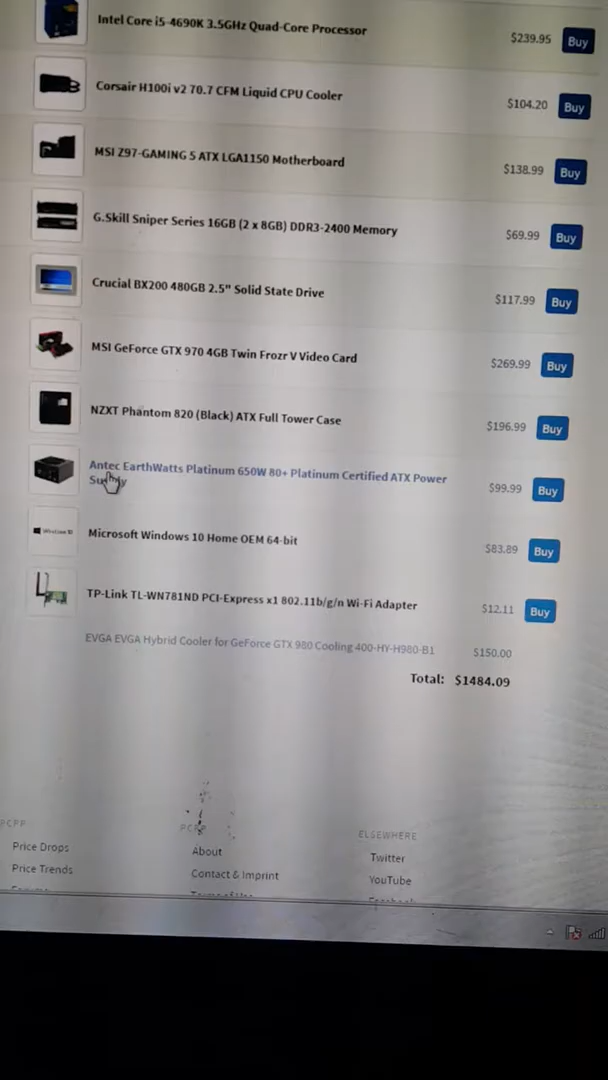 Intel Core i5-4690K 3.5GHz Quad-Core Processor $239.95 Buy
Corsair H100i v2 70.7 CFM Liquid CPU Cooler $104.20 Buy
MSI Z97-GAMING 5 ATX LGA1150 Motherboard $138.99 Buy
G.Skill Sniper Series 16GB (2 x 8GB) DDR3-2400 Memory $69.99 Buy
Crucial BX200 480GB 2.5" Solid State Drive $117.99 Buy
MSI GeForce GTX 970 4GB Twin Frozr V Video Card $269.99 Buy
NZXT Phantom 820 (Black) ATX Full Tower Case $196.99 Buy
Antec EarthWatts Platinum 650W 80+ Platinum Certified ATX Power
Supply $99.99 Buy
Windows 10
Microsoft Windows 10 Home OEM 64-bit $83.89 Buy
TP-Link TL-WN781ND PCI-Express x1 802.11b/g/n Wi-Fi Adapter $12.11 Buy
EVGA EVGA Hybrid Cooler for GeForce GTX 980 Cooling 400-HY-H980-B1 $150.00
Total: $1484.09
PCPP
Price Drops
Price Trends
PCPP
About
Contact & Imprint
ELSEWHERE
Twitter
YouTube